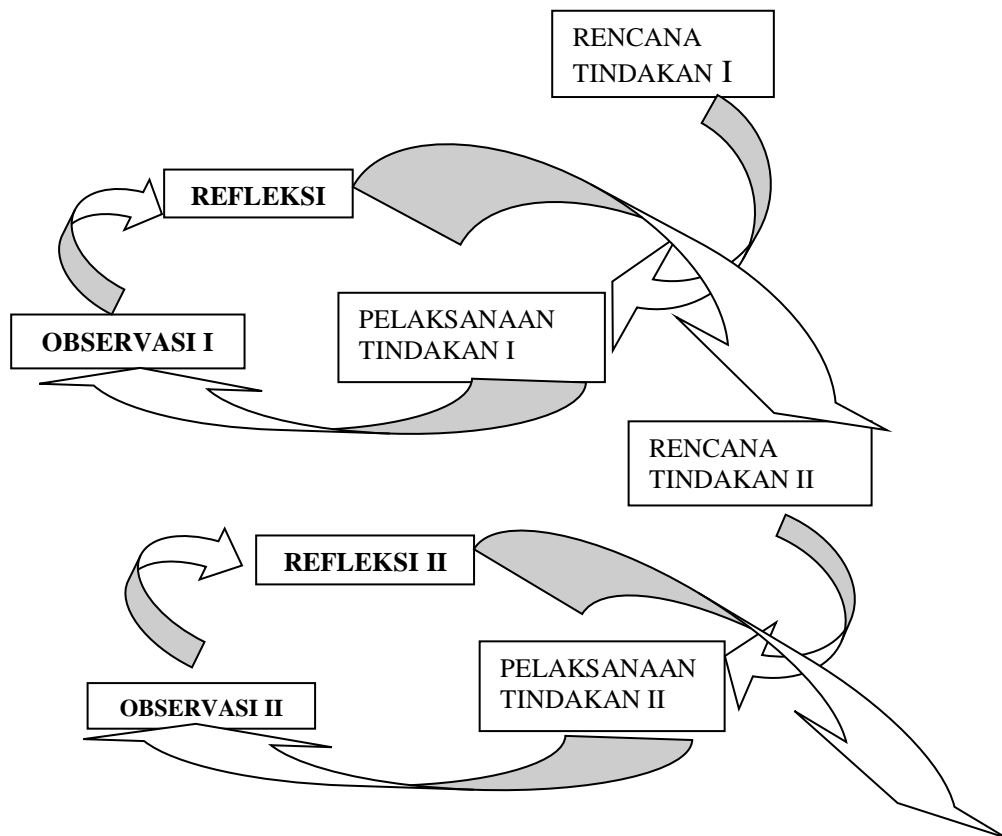 RENCANA
TINDAKAN I
REFLEKSI
PELAKSANAAN
TINDAKAN I
OBSERVASI I
RENCANA
TINDAKAN II
REFLEKSI II
PELAKSANAAN
TINDAKAN II
OBSERVASI II